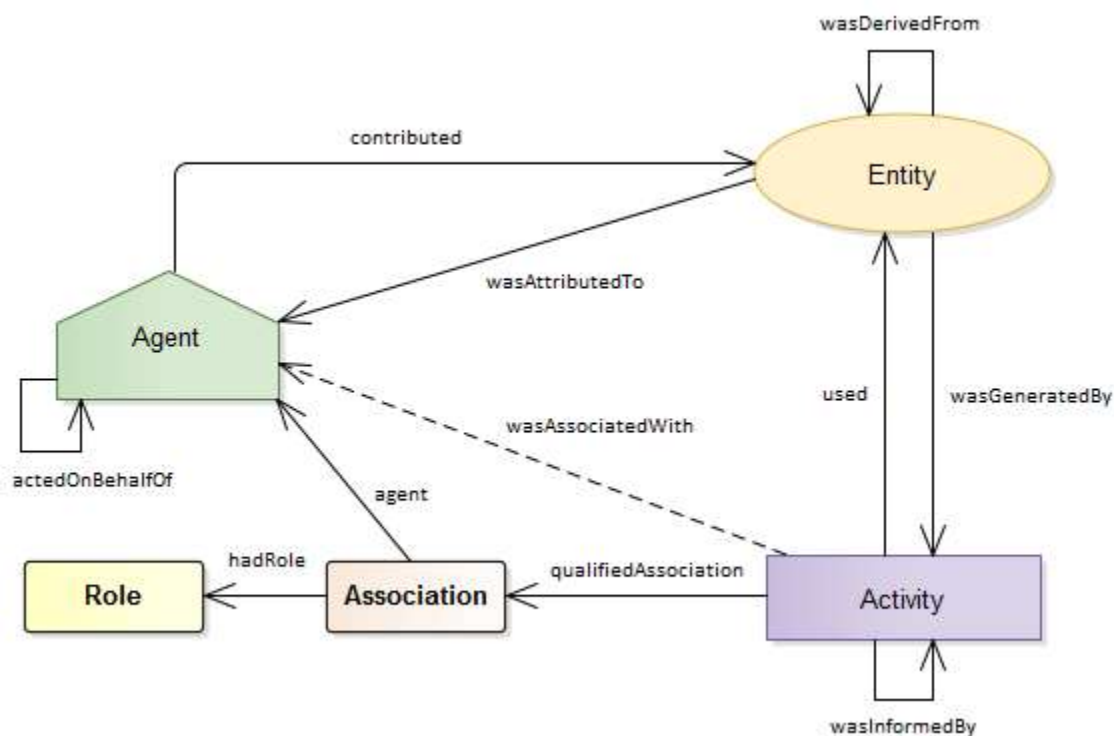 wasDerivedFrom
contributed
Entity
wasAttributedTo
Agent
used
wasGeneratedBy
wasAssociatedWith
actedOnBehalfOf
agent
hadRole
qualifiedAssociation
Role
Association
Activity
wasInformedBy